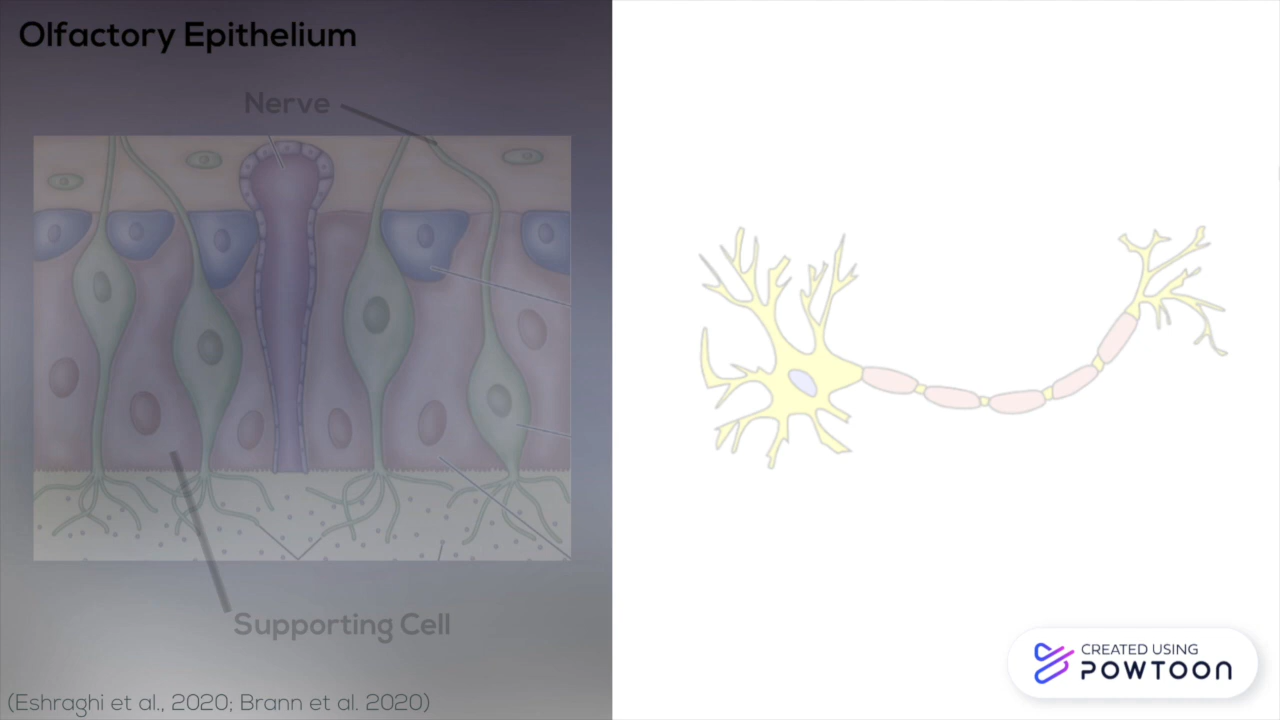 Olfactory Epithelium
Nerve
Supporting Cell
(Eshraghi et al., 2020; Brann et al. 2020)
CREATED USING
POWTOON